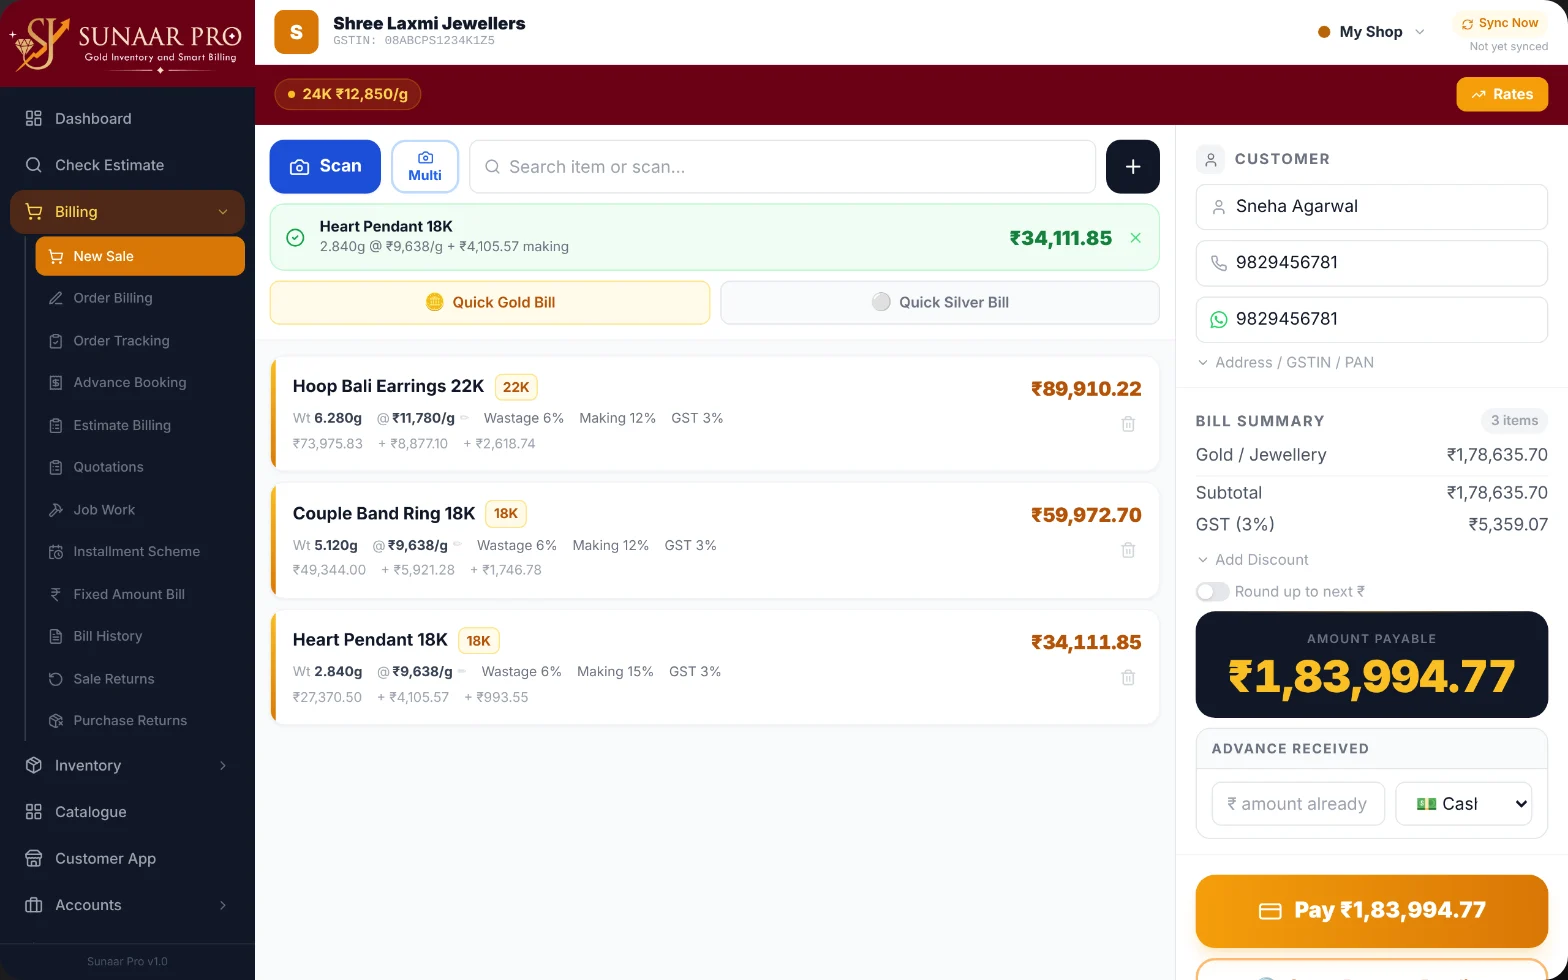 SUNAAR PRO
Gold Inventory and Smart Billing
Dashboard
Check Estimate
Billing
New Sale
Order Billing
Order Tracking
Advance Booking
Estimate Billing
Quotations
Job Work
Installment Scheme
Fixed Amount Bill
Bill History
Sale Returns
Purchase Returns
Inventory
Catalogue
Customer App
Accounts
Sunaar Pro v1.0
S
Shree Laxmi Jewellers
GSTIN: 08ABCPS1234K1Z5
My Shop
Sync Now
Not yet synced
24K ₹12,850/g
Rates
Scan
Multi
Search item or scan...
+
Heart Pendant 18K
2.840g @ ₹9,638/g + ₹4,105.57 making
₹34,111.85
Quick Gold Bill
Quick Silver Bill
Hoop Bali Earrings 22K 22K
₹89,910.22
Wt 6.280g @ ₹11,780/g Wastage 6% Making 12% GST 3%
₹73,975.83 + ₹8,877.10 + ₹2,618.74
Couple Band Ring 18K 18K
₹59,972.70
Wt 5.120g @ ₹9,638/g Wastage 6% Making 12% GST 3%
₹49,344.00 + ₹5,921.28 + ₹1,746.78
Heart Pendant 18K 18K
₹34,111.85
Wt 2.840g @ ₹9,638/g Wastage 6% Making 15% GST 3%
₹27,370.50 + ₹4,105.57 + ₹993.55
CUSTOMER
Sneha Agarwal
9829456781
9829456781
Address / GSTIN / PAN
BILL SUMMARY 3 items
Gold / Jewellery ₹1,78,635.70
Subtotal ₹1,78,635.70
GST (3%) ₹5,359.07
Add Discount
Round up to next ₹
AMOUNT PAYABLE
₹1,83,994.77
ADVANCE RECEIVED
₹ amount already
Cash
Pay ₹1,83,994.77